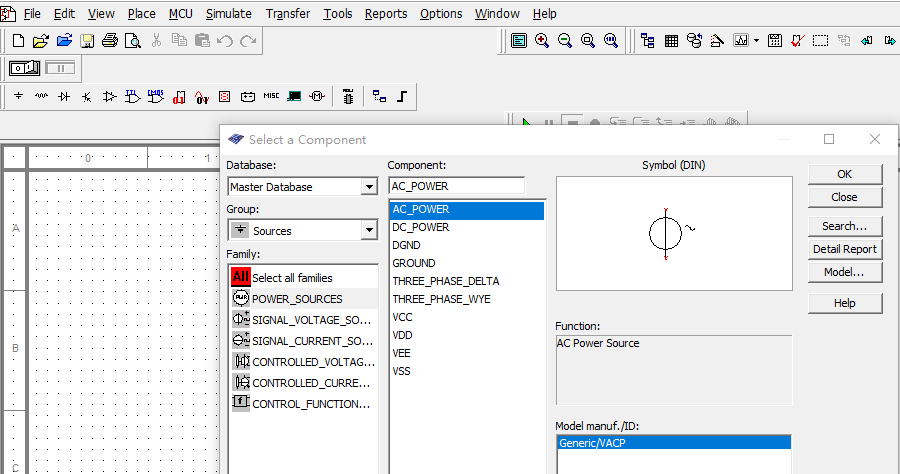 File Edit View Place MCU Simulate Transfer Tools Reports Options Window Help
MISC
0 1
A
B
C
Select a Component
Database:
Master Database
Group:
Sources
Family:
All Select all families
POWER_SOURCES
SIGNAL_VOLTAGE_SO...
SIGNAL_CURRENT_SO...
CONTROLLED_VOLTAG...
CONTROLLED_CURRE...
CONTROL_FUNCTION...
Component:
AC_POWER
AC_POWER
DC_POWER
DGND
GROUND
THREE_PHASE_DELTA
THREE_PHASE_WYE
VCC
VDD
VEE
VSS
Symbol (DIN)
Function:
AC Power Source
Model manuf./ID:
Generic/VACP
OK
Close
Search...
Detail Report
Model...
Help